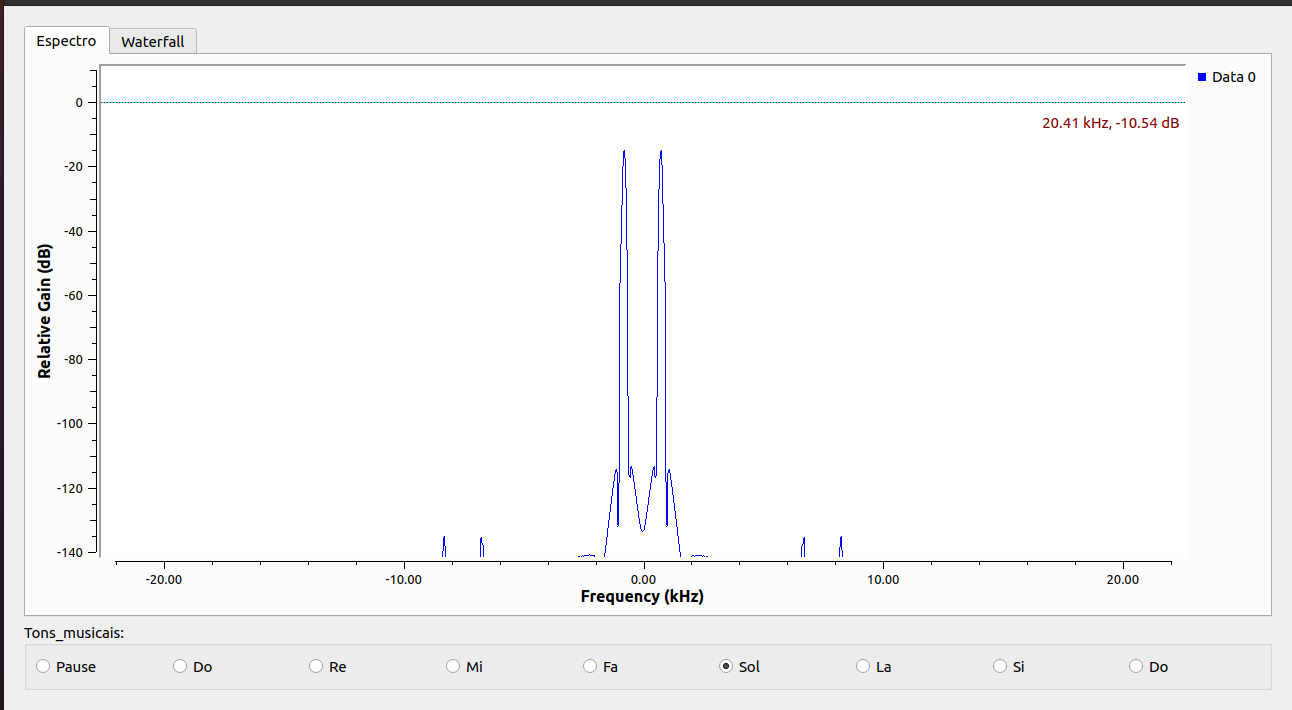 Espectro Waterfall
Data 0
20.41 kHz, -10.54 dB
Relative Gain (dB)
0
-20
-40
-60
-80
-100
-120
-140
-20.00 -10.00 0.00 10.00 20.00
Frequency (kHz)
Tons_musicais:
Pause Do Re Mi Fa Sol La Si Do